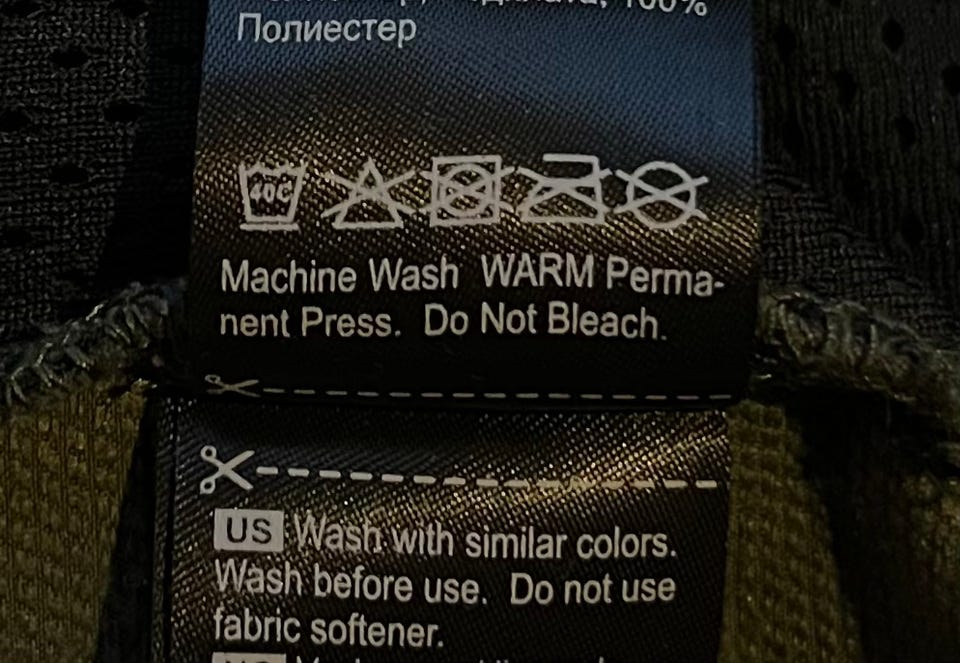 100%
Полиестер
40C
Machine Wash WARM Perma-
nent Press. Do Not Bleach.
US Wash with similar colors.
Wash before use. Do not use
fabric softener.